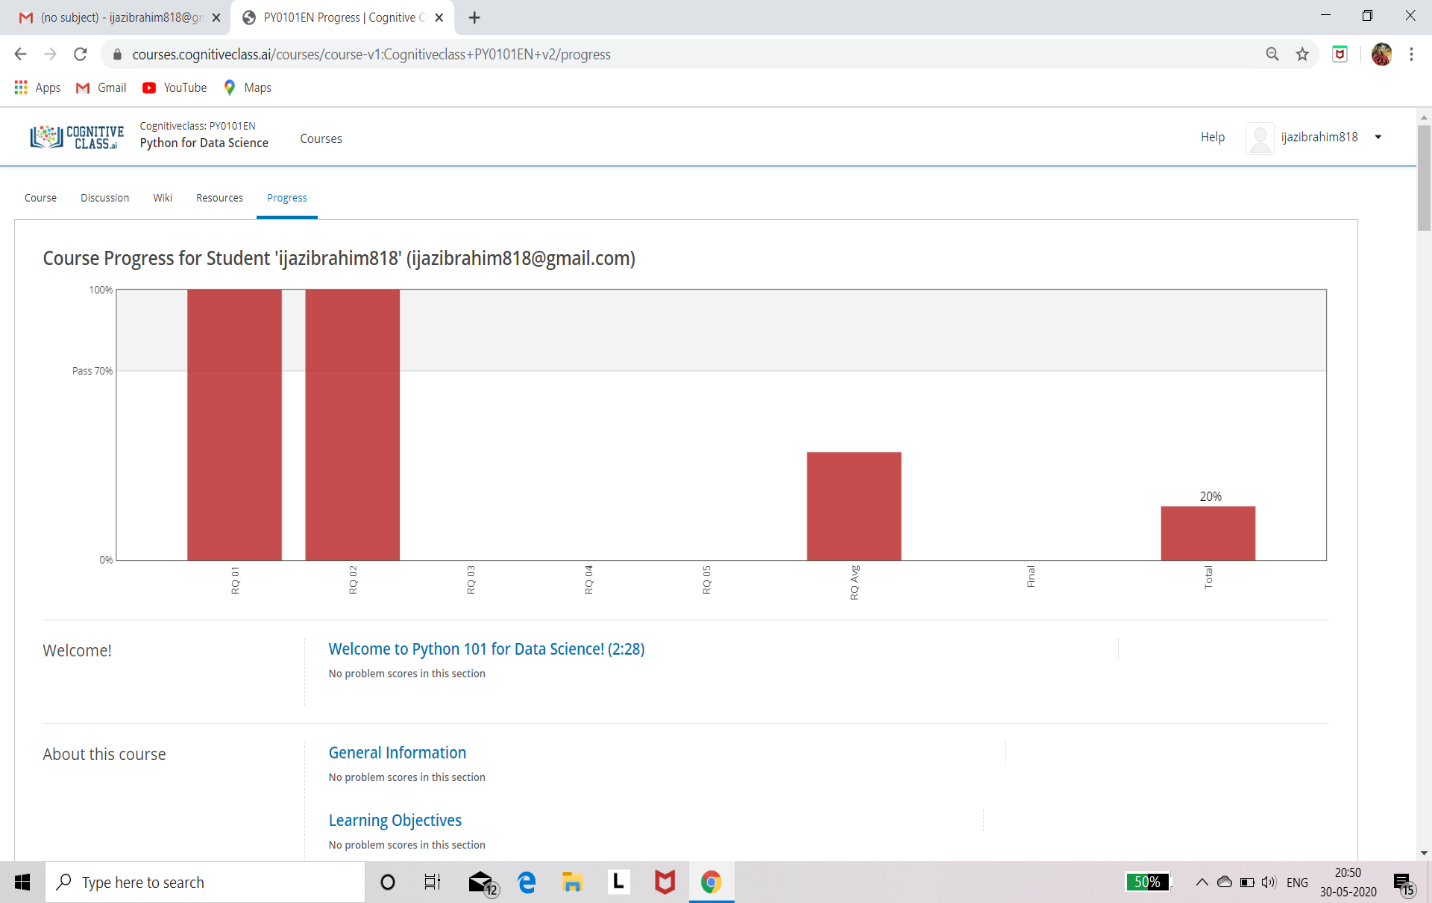 (no subject) - ijazibrahim818@gm
PY0101EN Progress | Cognitive C
courses.cognitiveclass.ai/courses/course-v1:Cognitiveclass+PY0101EN+v2/progress
Apps Gmail YouTube Maps
COGNITIVE
CLASS.ai
Cognitiveclass: PY0101EN
Python for Data Science
Courses
Help
ijazibrahim818
Course Discussion Wiki Resources Progress
Course Progress for Student 'ijazibrahim818' (ijazibrahim818@gmail.com)
100%
Pass 70%
20%
0%
RQ 01
RQ 02
RQ 03
RQ 04
RQ 05
RQ Avg
Final
Total
Welcome!
Welcome to Python 101 for Data Science! (2:28)
No problem scores in this section
About this course
General Information
No problem scores in this section
Learning Objectives
No problem scores in this section
Type here to search
12
L
50%
ENG
20:50
30-05-2020
15